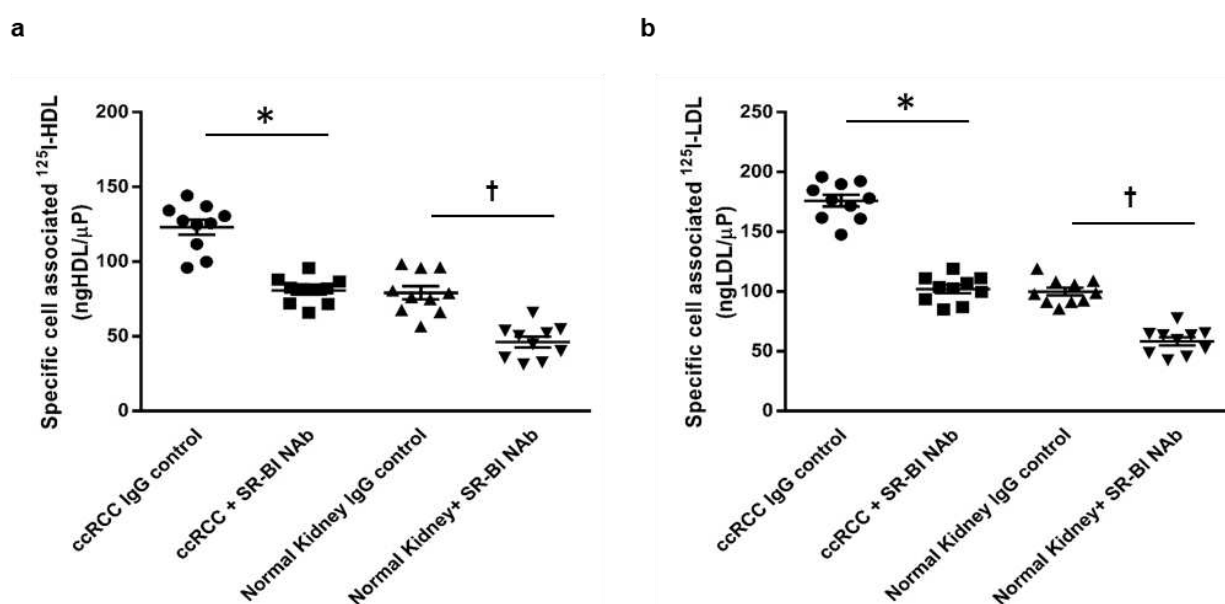 a
b
Specific cell associated ¹²⁵I-HDL
(ngHDL/µP)
200
150
100
50
0
*
†
ccRCC IgG control
ccRCC + SR-BI NAb
Normal Kidney IgG control
Normal Kidney+ SR-BI NAb
Specific cell associated ¹²⁵I-LDL
(ngLDL/µP)
250
200
150
100
50
0
*
†
ccRCC IgG control
ccRCC + SR-BI NAb
Normal Kidney IgG control
Normal Kidney+ SR-BI NAb